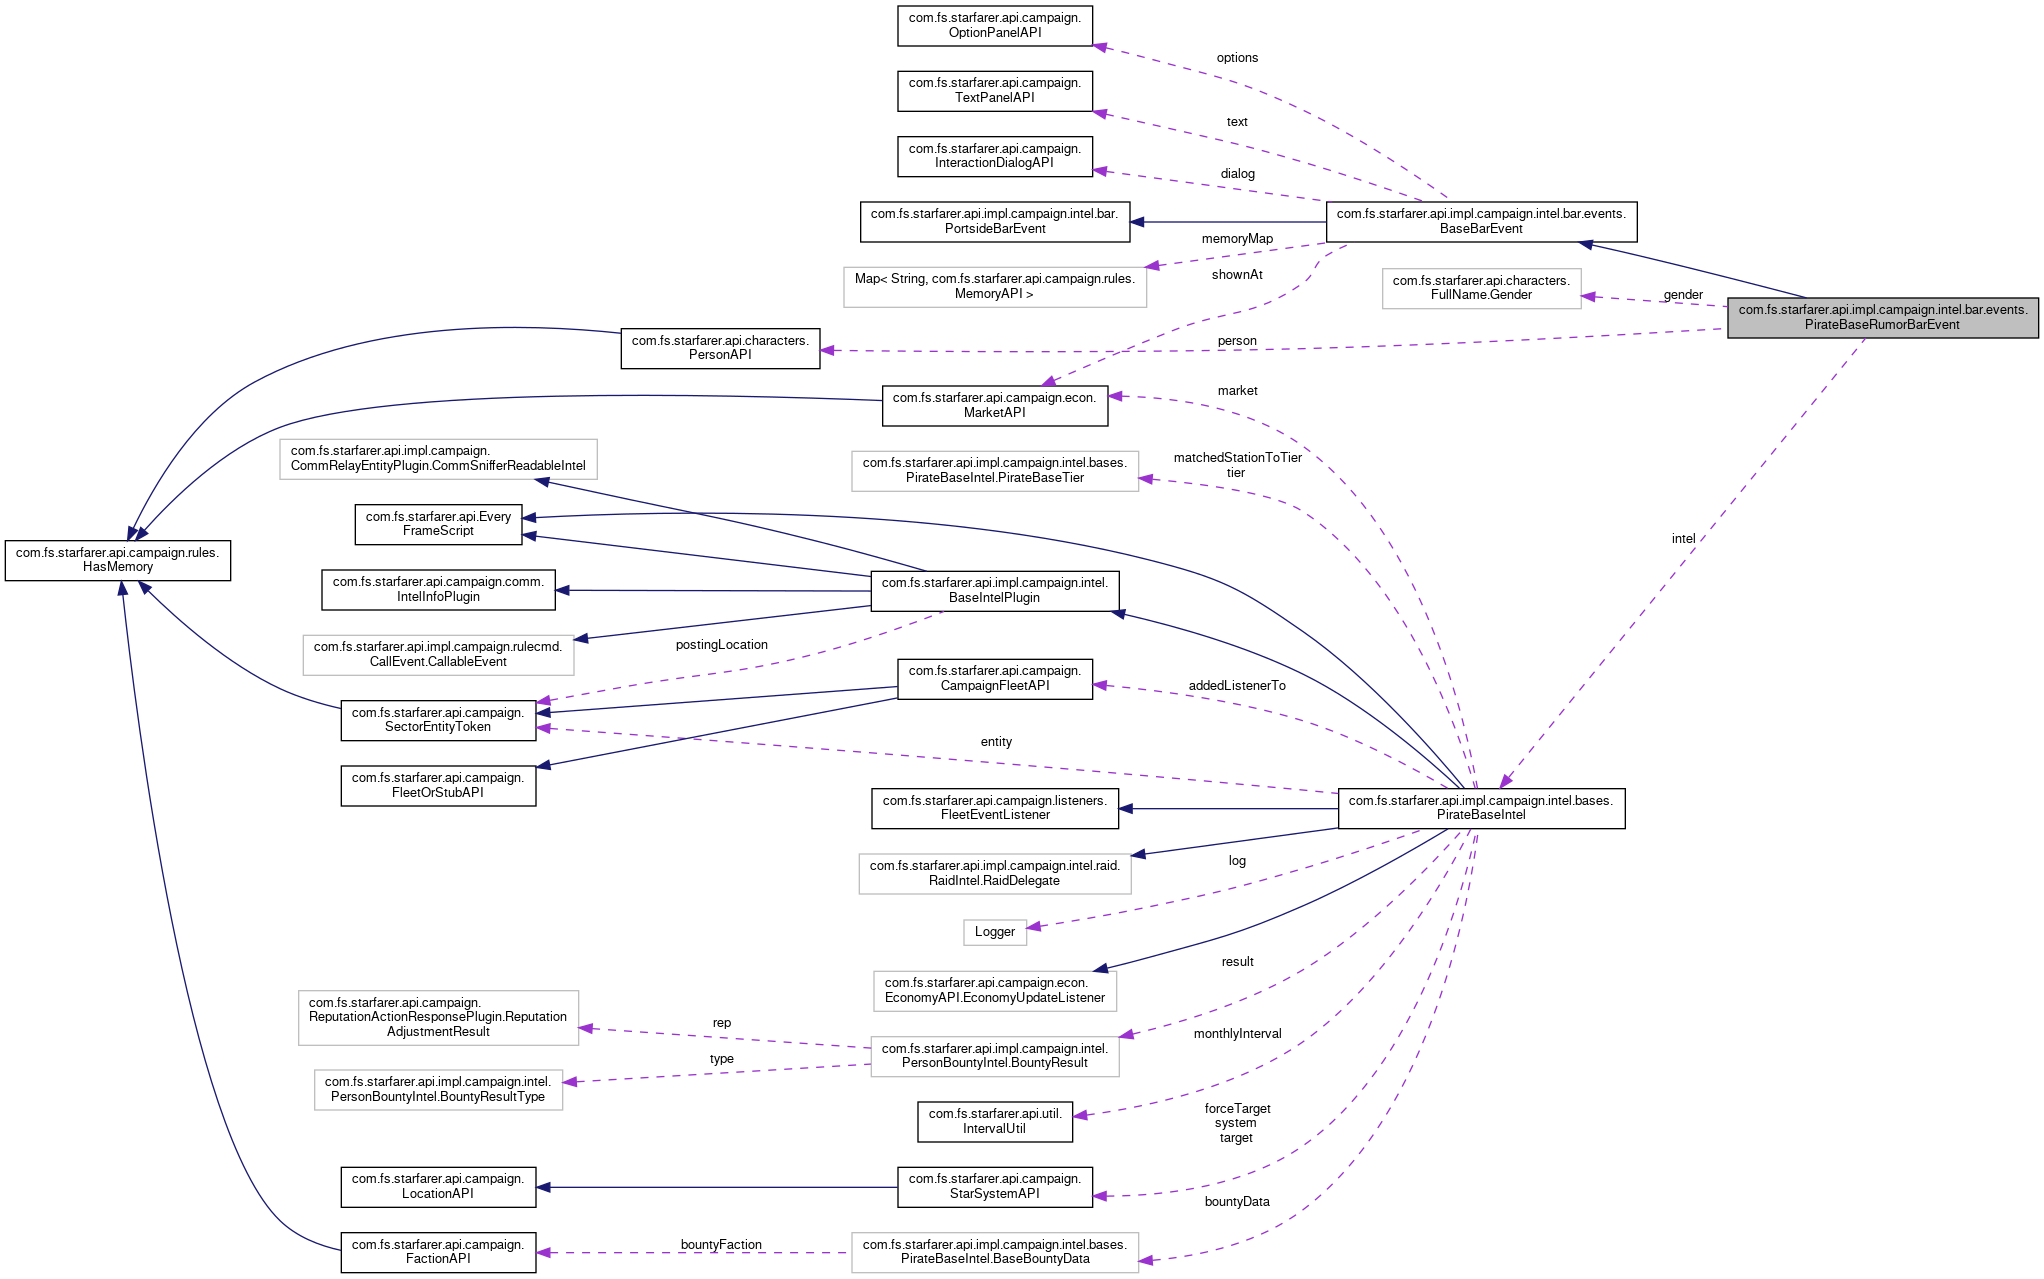 com.fs.starfarer.api.campaign.
OptionPanelAPI
options
com.fs.starfarer.api.campaign.
TextPanelAPI
text
com.fs.starfarer.api.campaign.
InteractionDialogAPI
dialog
com.fs.starfarer.api.impl.campaign.intel.bar.
PortsideBarEvent
com.fs.starfarer.api.impl.campaign.intel.bar.events.
BaseBarEvent
memoryMap
Map< String, com.fs.starfarer.api.campaign.rules.
MemoryAPI >
shownAt
com.fs.starfarer.api.characters.
FullName.Gender
gender
com.fs.starfarer.api.impl.campaign.intel.bar.events.
PirateBaseRumorBarEvent
com.fs.starfarer.api.characters.
PersonAPI
person
com.fs.starfarer.api.campaign.econ.
MarketAPI
market
com.fs.starfarer.api.impl.campaign.
CommRelayEntityPlugin.CommSnifferReadableIntel
com.fs.starfarer.api.impl.campaign.intel.bases.
PirateBaseIntel.PirateBaseTier
matchedStationToTier
tier
com.fs.starfarer.api.Every
FrameScript
intel
com.fs.starfarer.api.campaign.rules.
HasMemory
com.fs.starfarer.api.campaign.comm.
IntelInfoPlugin
com.fs.starfarer.api.impl.campaign.intel.
BaseIntelPlugin
com.fs.starfarer.api.impl.campaign.rulecmd.
CallEvent.CallableEvent
postingLocation
com.fs.starfarer.api.campaign.
CampaignFleetAPI
addedListenerTo
com.fs.starfarer.api.campaign.
SectorEntityToken
entity
com.fs.starfarer.api.campaign.
FleetOrStubAPI
com.fs.starfarer.api.campaign.listeners.
FleetEventListener
com.fs.starfarer.api.impl.campaign.intel.bases.
PirateBaseIntel
com.fs.starfarer.api.impl.campaign.intel.raid.
RaidIntel.RaidDelegate
log
Logger
com.fs.starfarer.api.campaign.econ.
EconomyAPI.EconomyUpdateListener
result
com.fs.starfarer.api.campaign.
ReputationActionResponsePlugin.Reputation
AdjustmentResult
rep
com.fs.starfarer.api.impl.campaign.intel.
PersonBountyIntel.BountyResult
monthlyInterval
type
com.fs.starfarer.api.impl.campaign.intel.
PersonBountyIntel.BountyResultType
com.fs.starfarer.api.util.
IntervalUtil
forceTarget
system
target
com.fs.starfarer.api.campaign.
LocationAPI
com.fs.starfarer.api.campaign.
StarSystemAPI
bountyData
com.fs.starfarer.api.campaign.
FactionAPI
bountyFaction
com.fs.starfarer.api.impl.campaign.intel.bases.
PirateBaseIntel.BaseBountyData